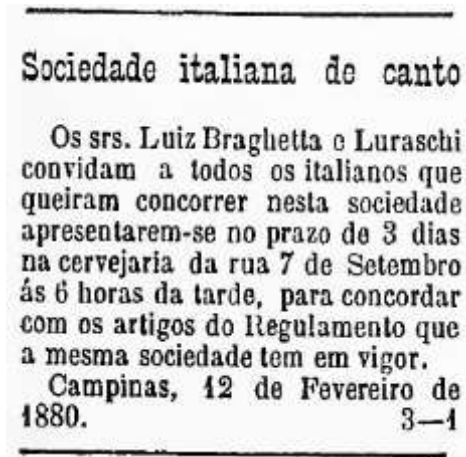 Sociedade italiana de canto
Os srs. Luiz Braghetta e Luraschi
convidam a todos os italianos que
queiram concorrer nesta sociedade
apresentarem-se no prazo de 3 dias
na cervejaria da rua 7 de Setembro
ás 6 horas da tarde, para concordar
com os artigos do Regulamento que
a mesma sociedade tem em vigor.
Campinas, 12 de Fevereiro de
1880. 3—1